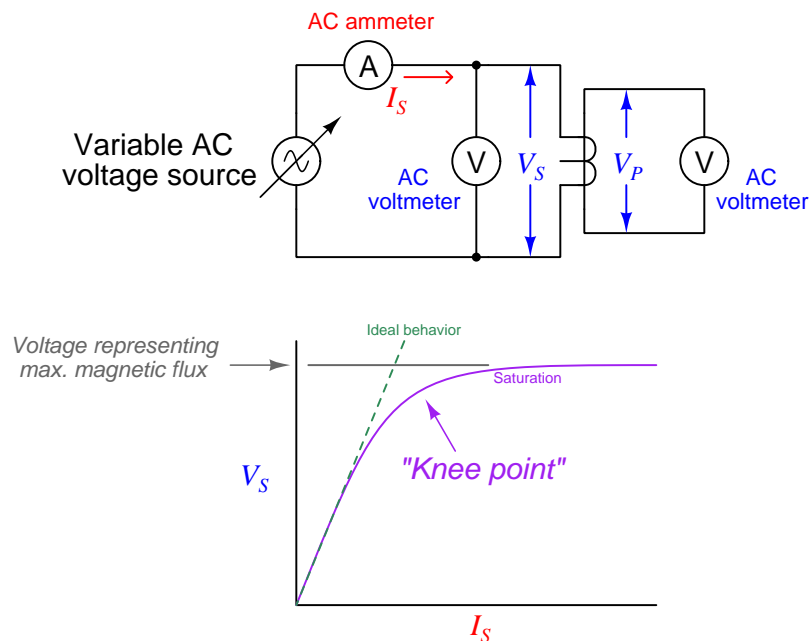 AC ammeter
A
I_S
Variable AC
voltage source
V
AC
voltmeter
V_S
V_P
V
AC
voltmeter
Ideal behavior
Voltage representing
max. magnetic flux
Saturation
"Knee point"
V_S
I_S